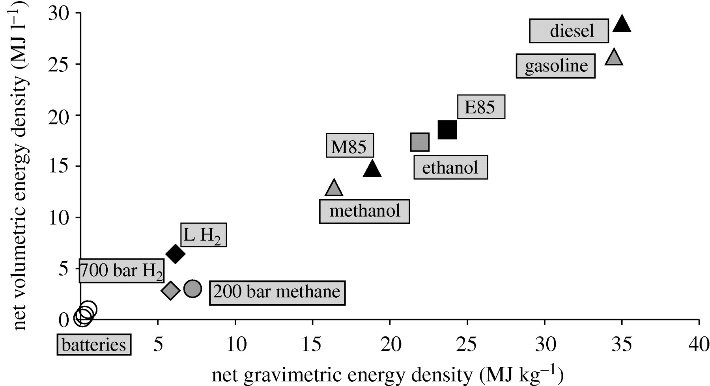 30
25
20
15
10
5
0
net volumetric energy density (MJ l⁻¹)
diesel
gasoline
E85
M85
ethanol
methanol
L H₂
700 bar H₂
200 bar methane
batteries
5 10 15 20 25 30 35 40
net gravimetric energy density (MJ kg⁻¹)